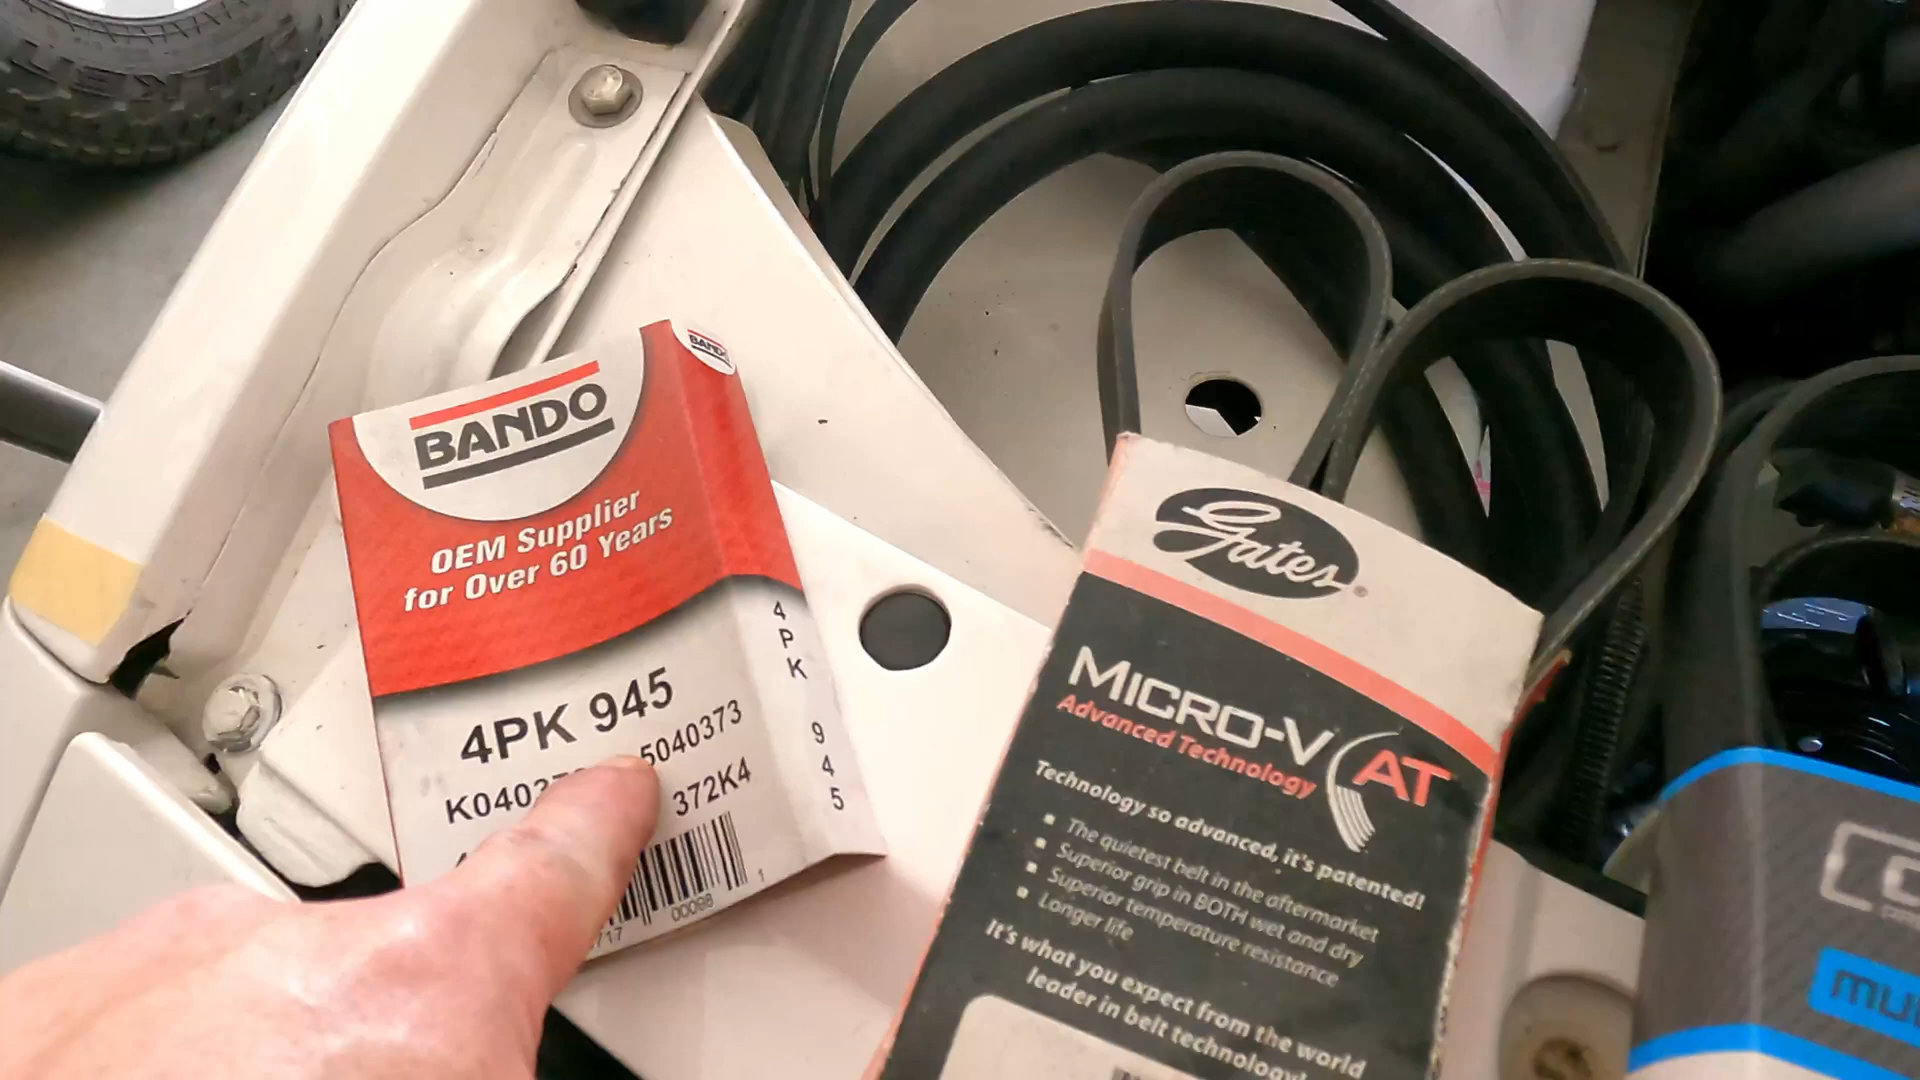 BANDO
BANDO
OEM Supplier
for Over 60 Years
4PK 945
5040373
372K4
00098
1
4PK 945
Gates
MICRO-V AT
Advanced Technology
Technology so advanced, it's patented!
The quietest belt in the aftermarket
Superior grip in BOTH wet and dry
Superior temperature resistance
Longer life
It's what you expect from the world
leader in belt technology!